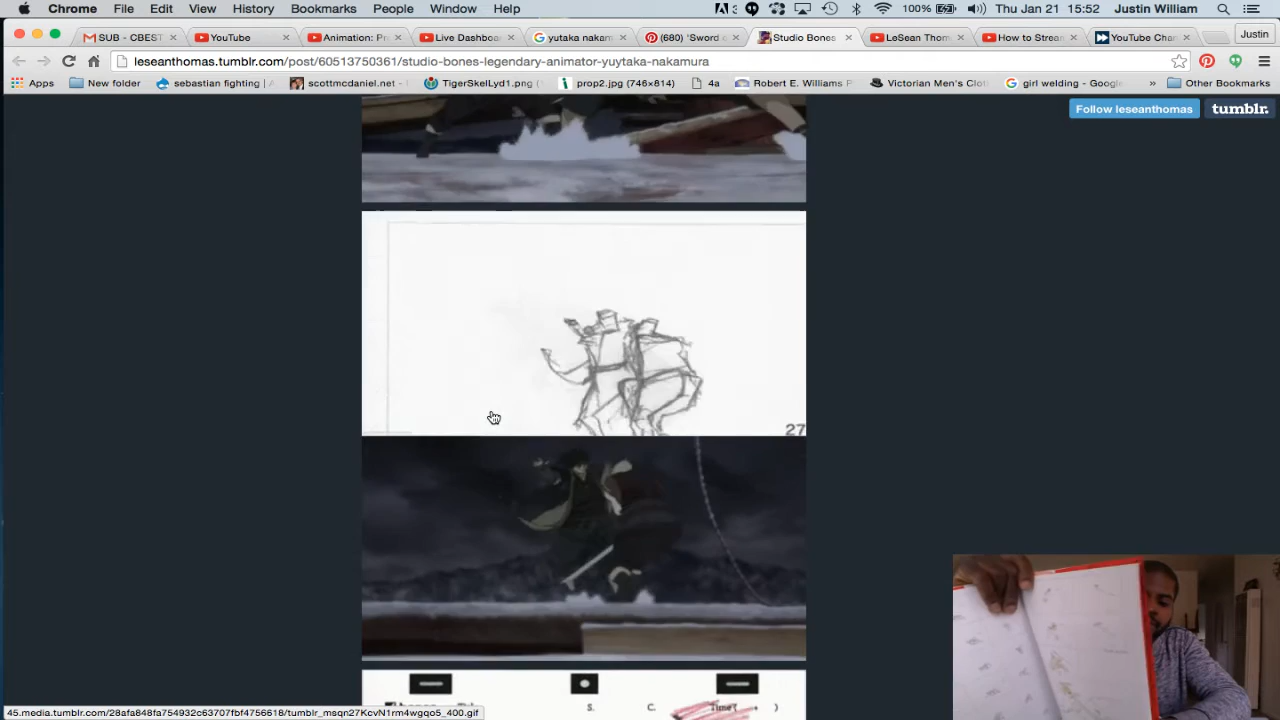 Chrome File Edit View History Bookmarks People Window Help 3 100% Thu Jan 21 15:52 Justin William
SUB - CBEST YouTube Animation: Pr Live Dashboa yutaka nakam (680) 'Sword Studio Bones LeSean Thom How to Strea YouTube Chan Justin
leseanthomas.tumblr.com/post/60513750361/studio-bones-legendary-animator-yuytaka-nakamura
Apps New folder sebastian fighting scottmcdaniel.net - TigerSkelLyd1.png ( prop2.jpg (746×814) 4a Robert E. Williams P Victorian Men's Clot girl welding - Google Other Bookmarks
Follow leseanthomas tumblr.
27
S. C. Time ( + )
45.media.tumblr.com/28afa848fa754932c63707fbf4756618/tumblr_msqn27KcvN1rm4wgqo5_400.gif